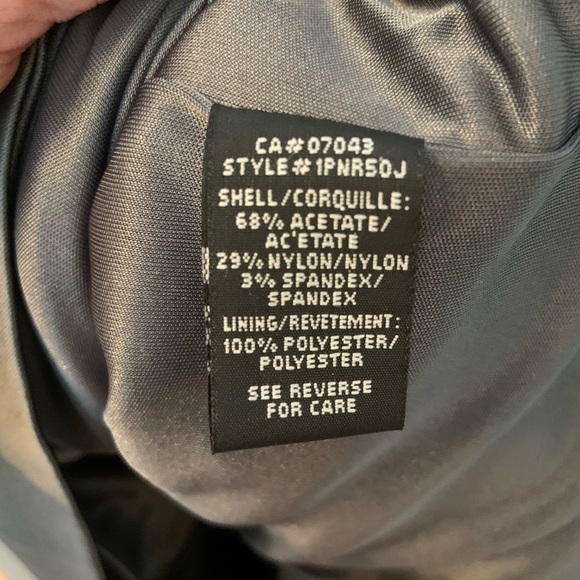 CA#07043
STYLE#1PNR50J
SHELL/CORQUILLE:
68% ACETATE/
AC'ETATE
29% NYLON/NYLON
3% SPANDEX/
SPANDEX
LINING/REVETEMENT:
100% POLYESTER/
POLYESTER
SEE REVERSE
FOR CARE